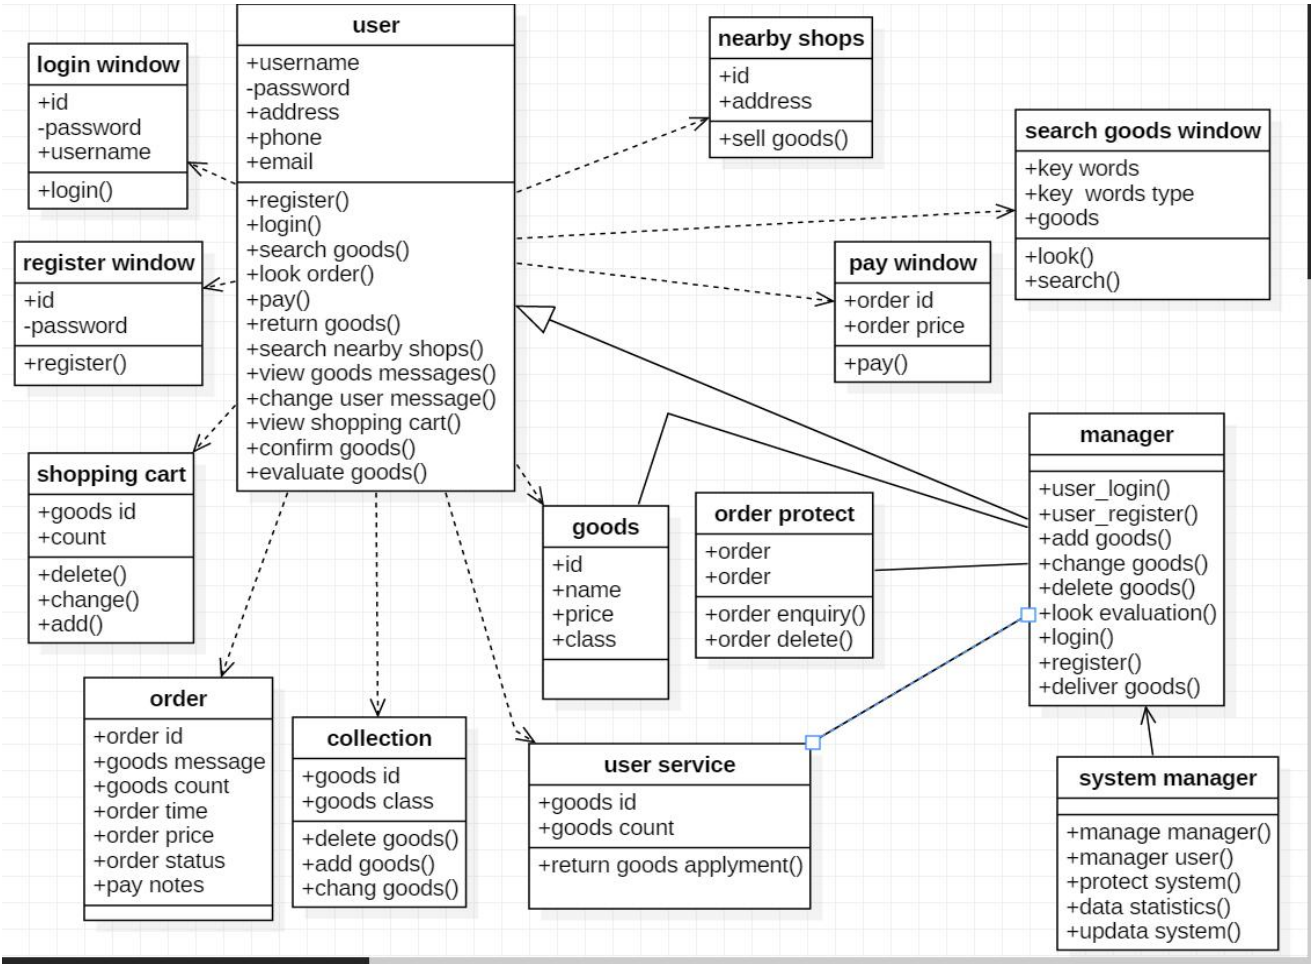 user
+username
-password
+address
+phone
+email
+register()
+login()
+search goods()
+look order()
+pay()
+return goods()
+search nearby shops()
+view goods messages()
+change user message()
+view shopping cart()
+confirm goods()
+evaluate goods()
login window
+id
-password
+username
+login()
register window
+id
-password
+register()
shopping cart
+goods id
+count
+delete()
+change()
+add()
nearby shops
+id
+address
+sell goods()
search goods window
+key words
+key  words type
+goods
+look()
+search()
pay window
+order id
+order price
+pay()
manager
+user_login()
+user_register()
+add goods()
+change goods()
+delete goods()
+look evaluation()
+login()
+register()
+deliver goods()
goods
+id
+name
+price
+class
order protect
+order
+order
+order enquiry()
+order delete()
order
+order id
+goods message
+goods count
+order time
+order price
+order status
+pay notes
collection
+goods id
+goods class
+delete goods()
+add goods()
+chang goods()
user service
+goods id
+goods count
+return goods applyment()
system manager
+manage manager()
+manager user()
+protect system()
+data statistics()
+updata system()